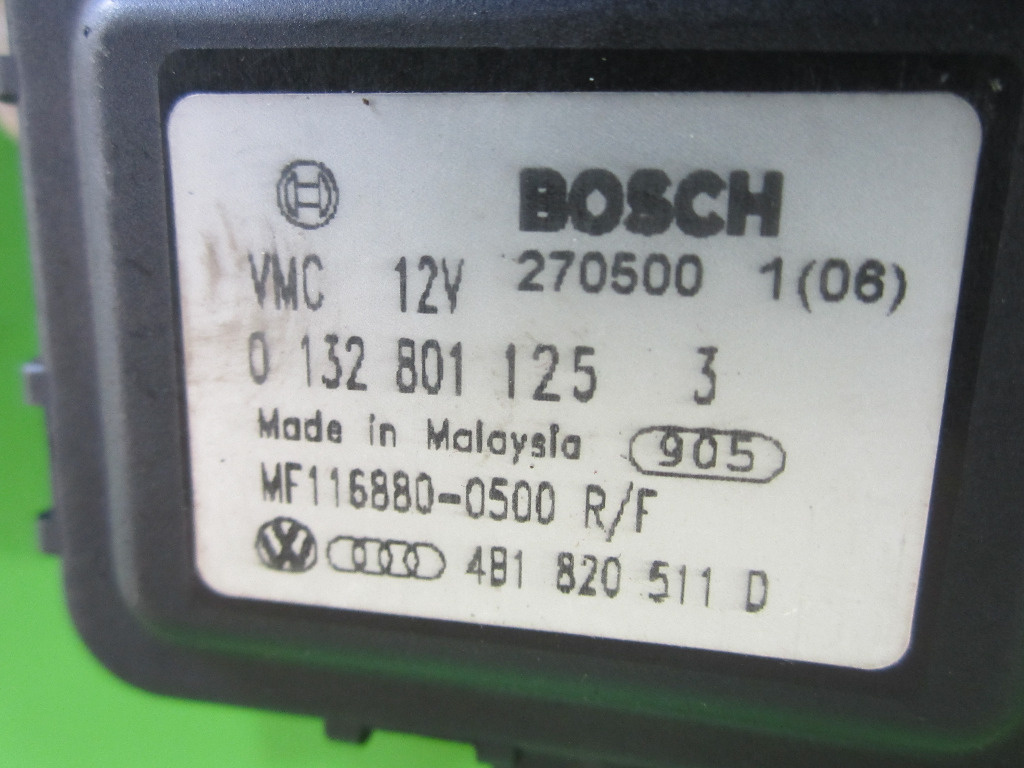 BOSCH
VMC 12V 270500 1(06)
0 132 801 125 3
Made in Malaysia 905
MF116880-0500 R/F
VW 4B1 820 511 D